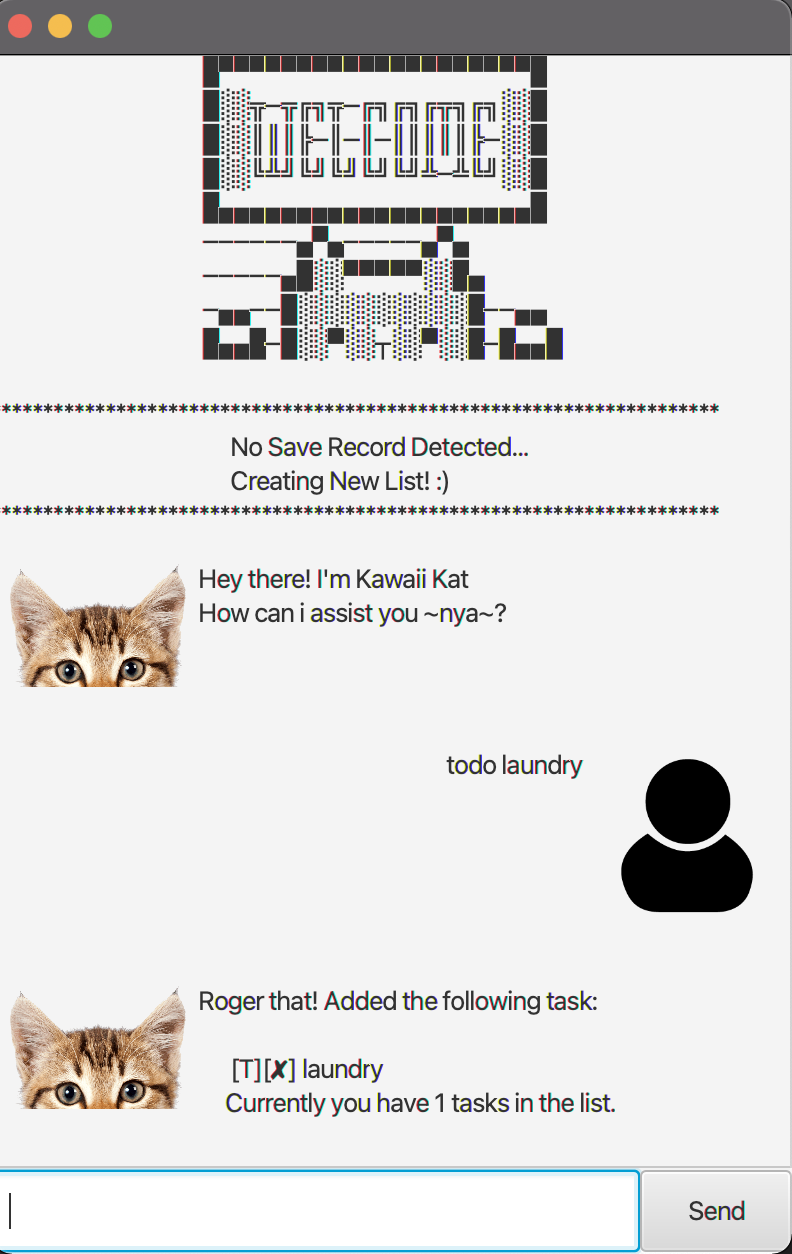 WELCOME
******************************************************************
No Save Record Detected...
Creating New List! :)
******************************************************************
Hey there! I'm Kawaii Kat
How can i assist you ~nya~?
todo laundry
Roger that! Added the following task:
[T][✘] laundry
Currently you have 1 tasks in the list.
Send